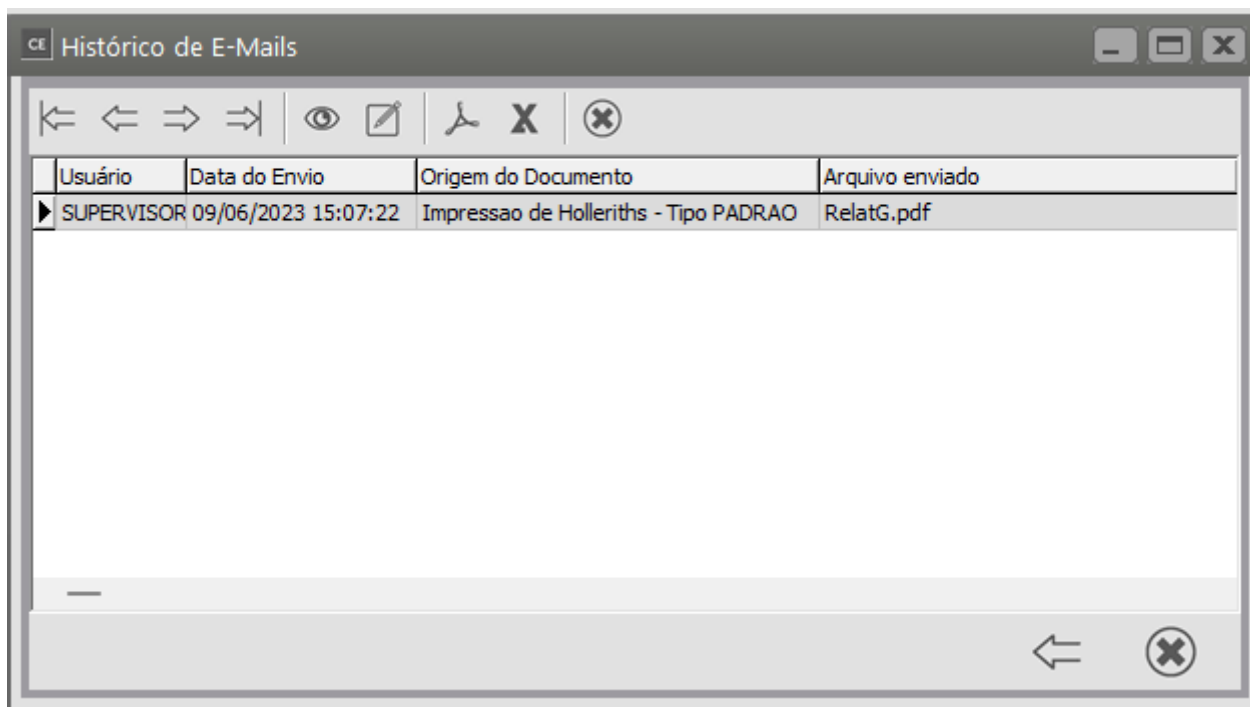 CE Histórico de E-Mails
Usuário Data do Envio Origem do Documento Arquivo enviado
SUPERVISOR 09/06/2023 15:07:22 Impressao de Holleriths - Tipo PADRAO RelatG.pdf